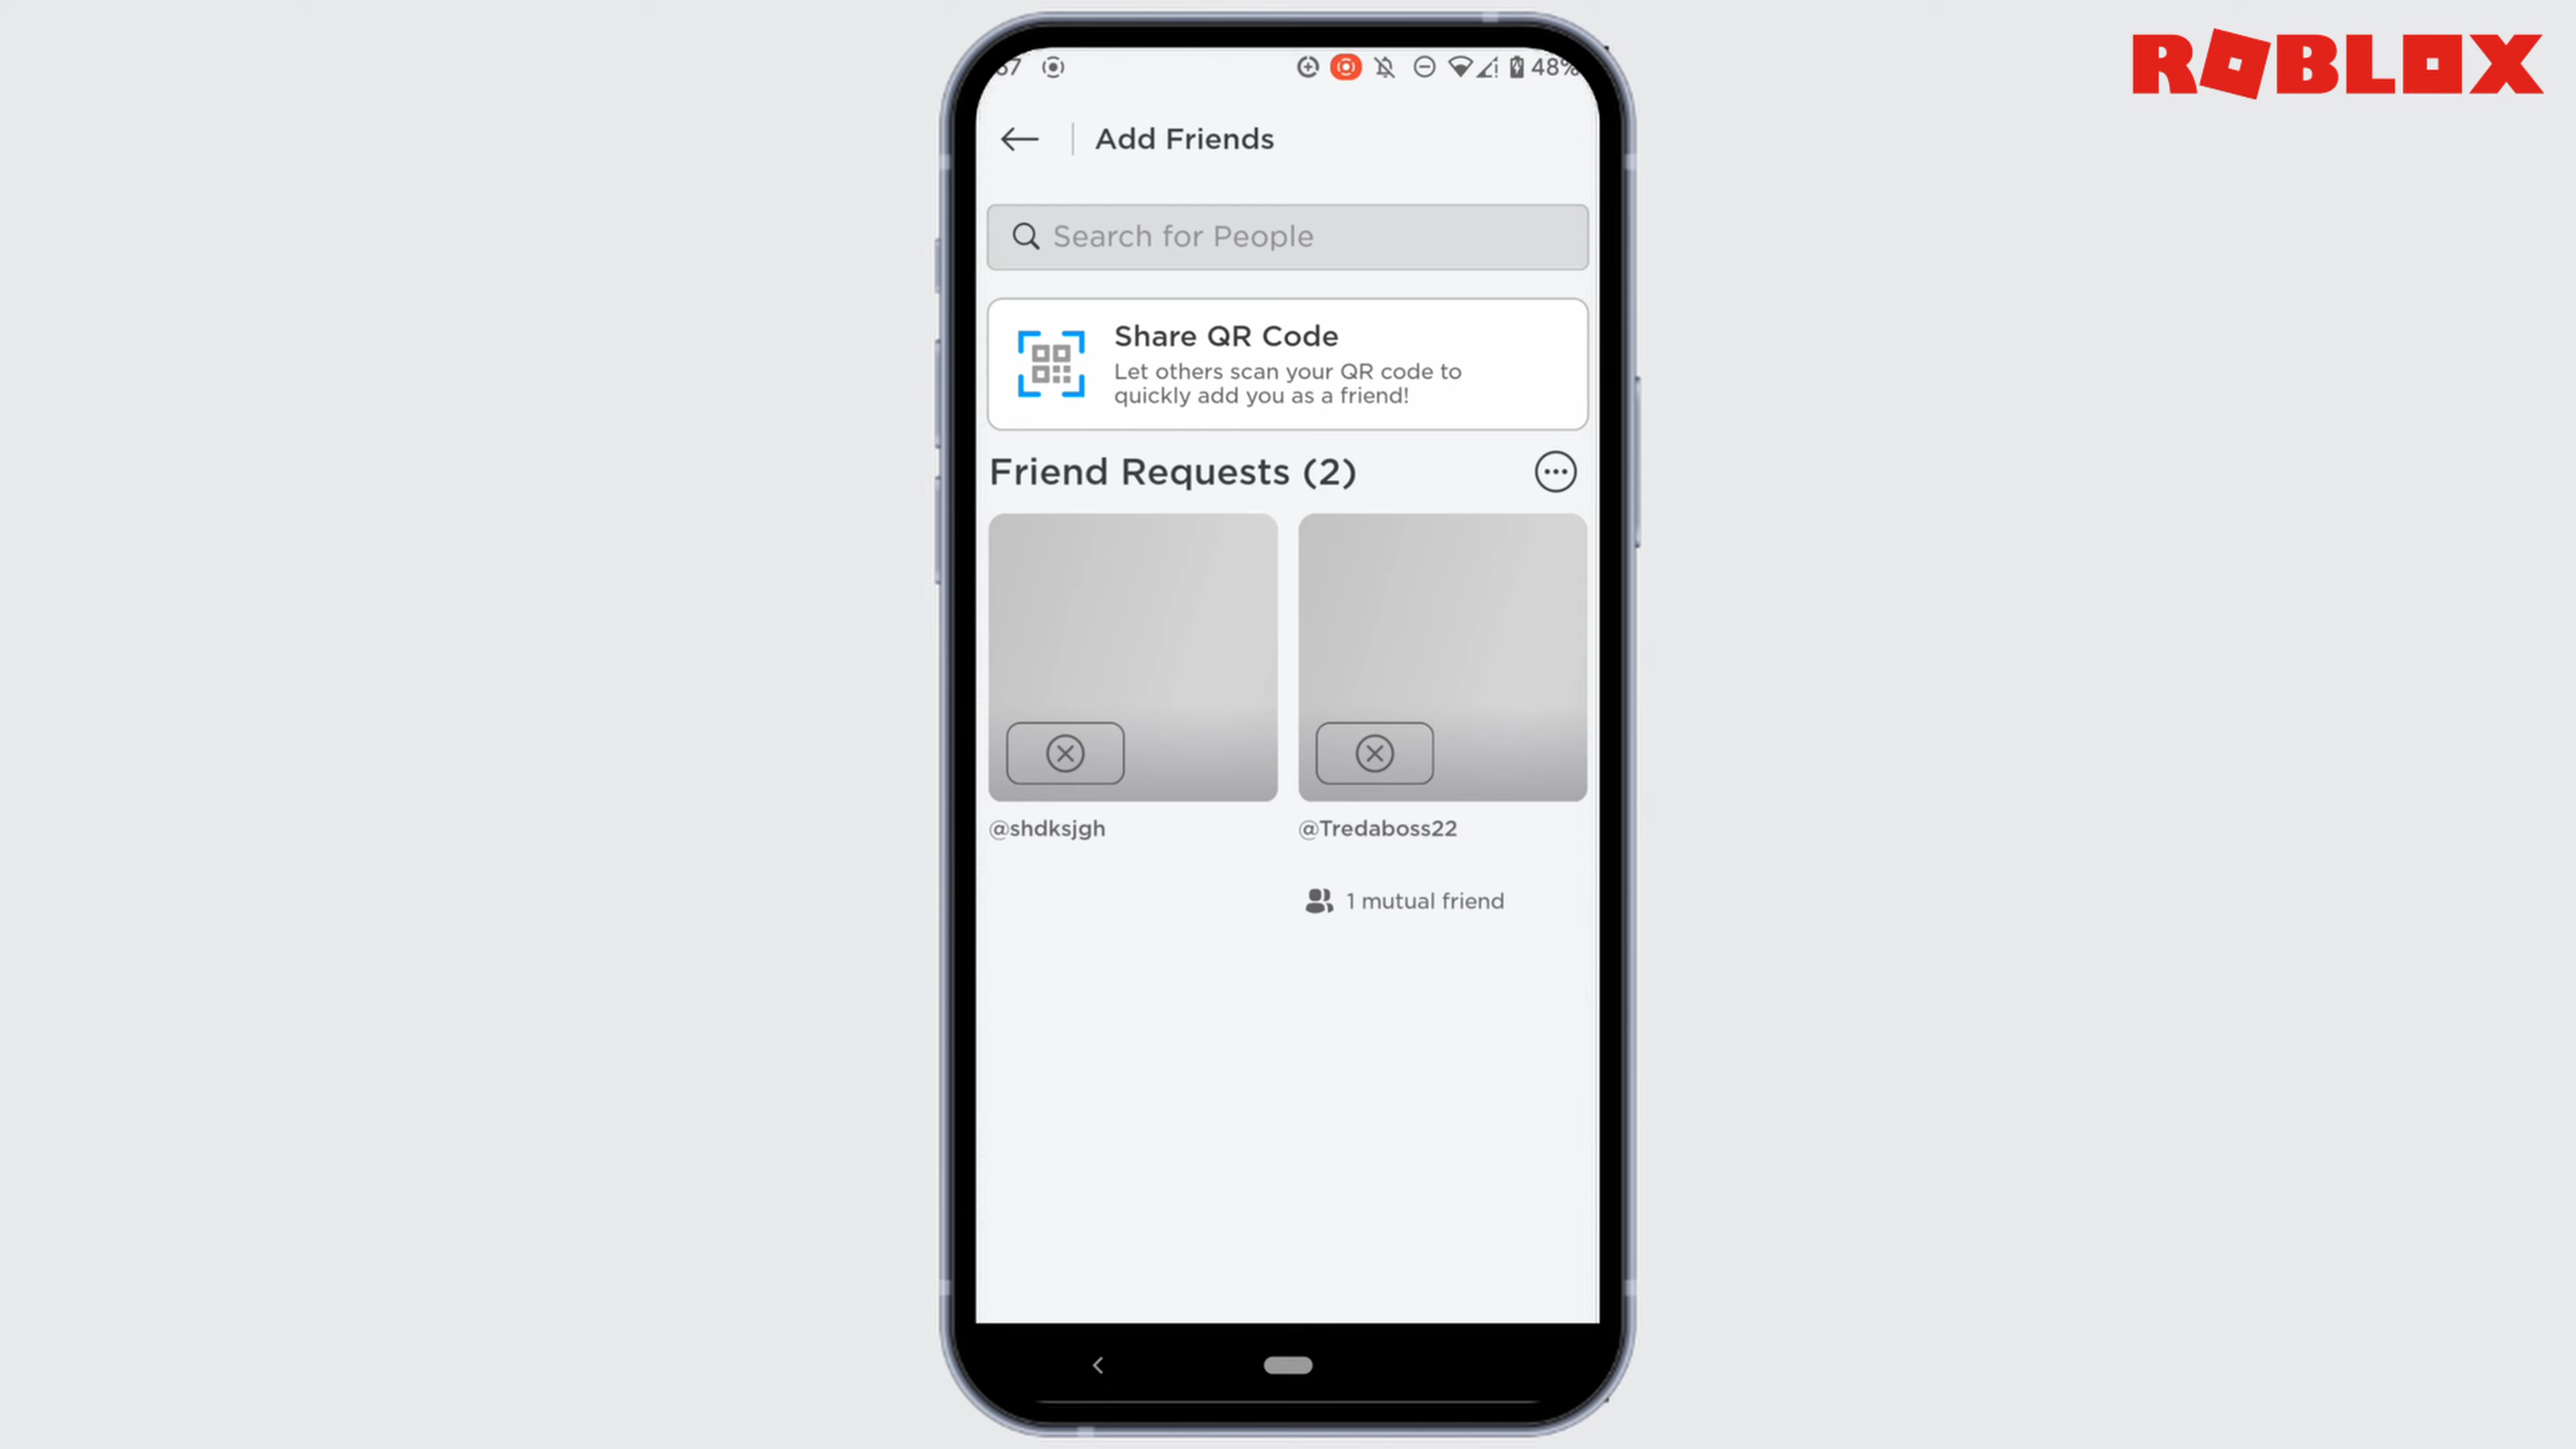 ROBLOX
48%
Add Friends
Search for People
Share QR Code
Let others scan your QR code to
quickly add you as a friend!
Friend Requests (2)
@shdksjgh
@Tredaboss22
1 mutual friend